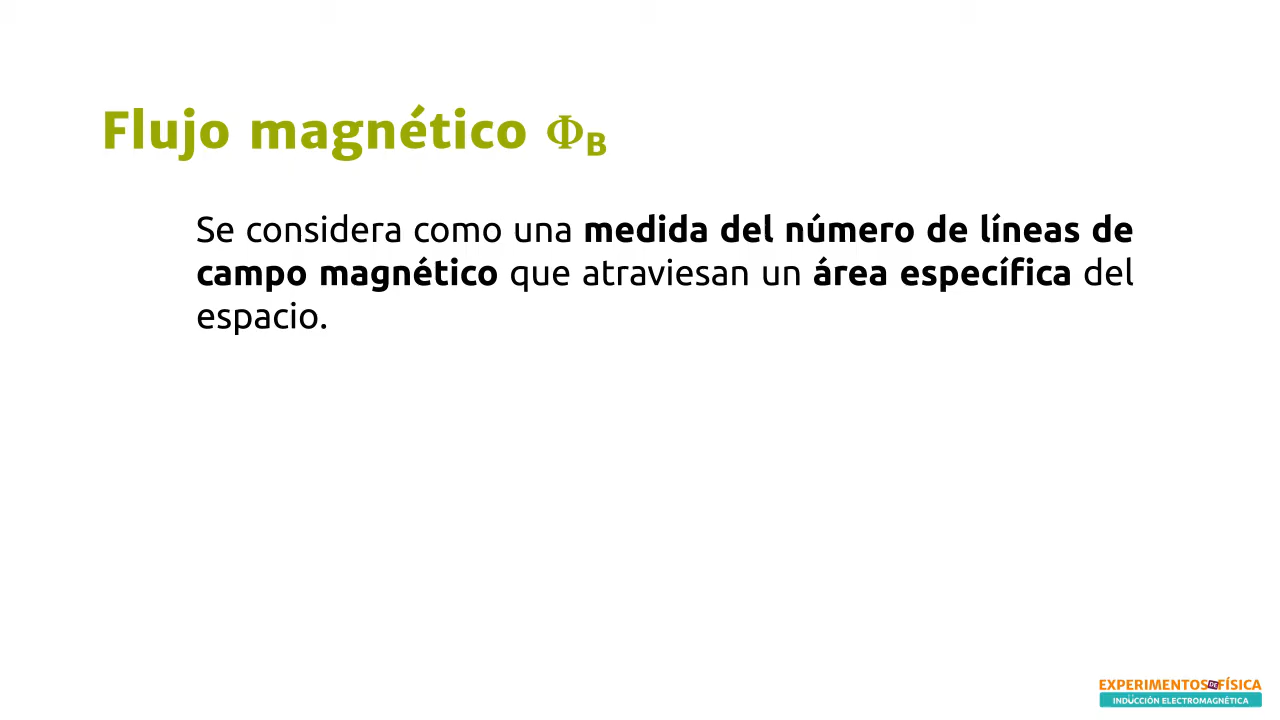 Flujo magnético ΦB
Se considera como una medida del número de líneas de
campo magnético que atraviesan un área específica del
espacio.
EXPERIMENTOS DE FÍSICA
INDUCCIÓN ELECTROMAGNÉTICA